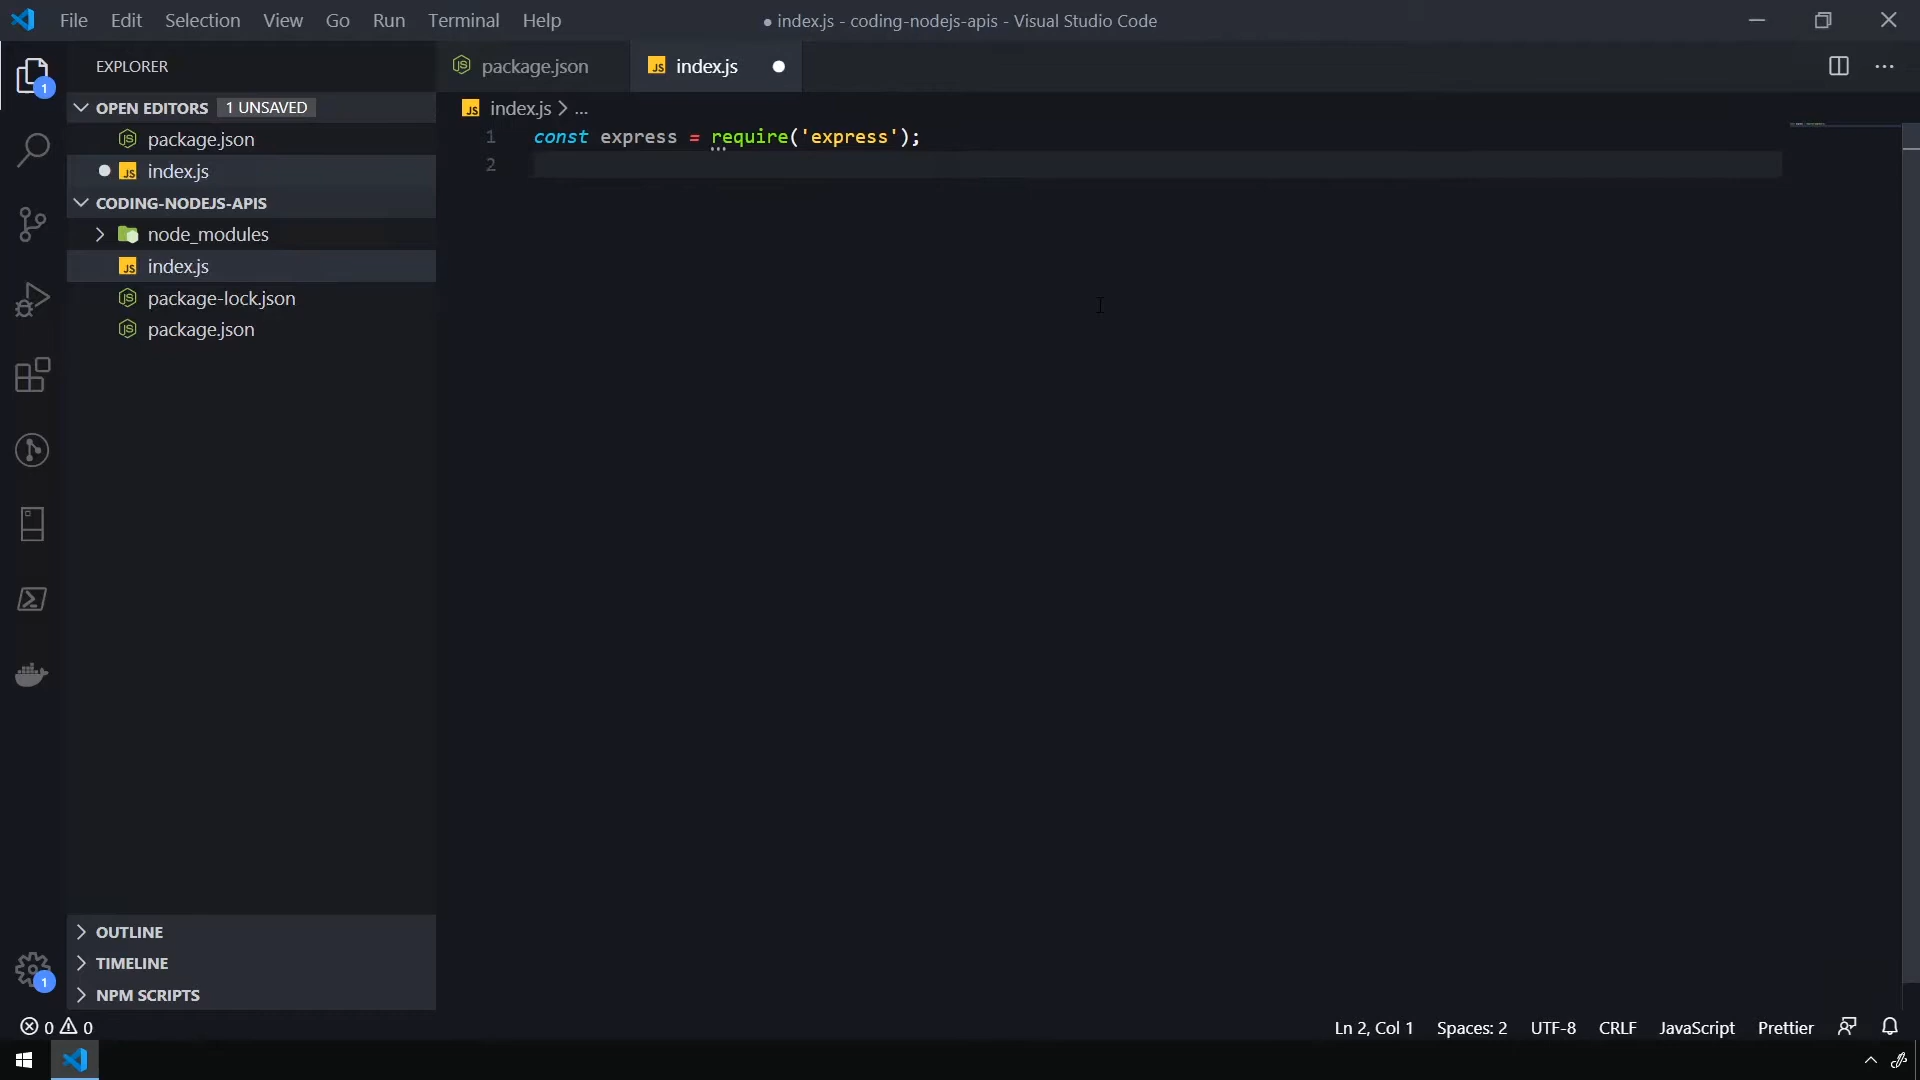 File Edit Selection View Go Run Terminal Help
● index.js - coding-nodejs-apis - Visual Studio Code
EXPLORER
OPEN EDITORS 1 UNSAVED
package.json
index.js
CODING-NODEJS-APIS
node_modules
index.js
package-lock.json
package.json
OUTLINE
TIMELINE
NPM SCRIPTS
package.json
index.js
index.js > ...
1 const express = require('express');
2
1
1
0 0
Ln 2, Col 1 Spaces: 2 UTF-8 CRLF JavaScript Prettier